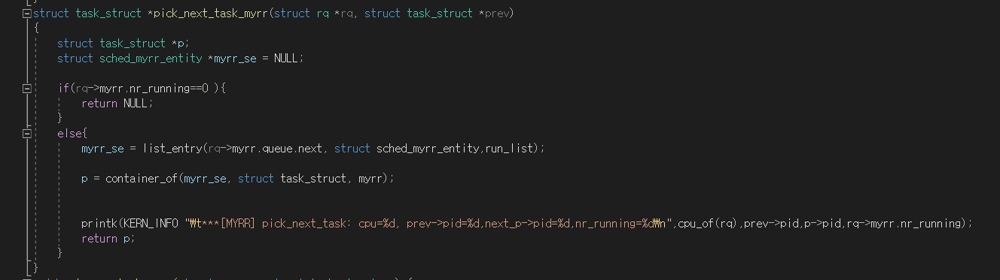 struct task_struct *pick_next_task_myrr(struct rq *rq, struct task_struct *prev)
{
struct task_struct *p;
struct sched_myrr_entity *myrr_se = NULL;
if(rq->myrr.nr_running==0 ){
return NULL;
}
else{
myrr_se = list_entry(rq->myrr.queue.next, struct sched_myrr_entity,run_list);
p = container_of(myrr_se, struct task_struct, myrr);
printk(KERN_INFO "₩t***[MYRR] pick_next_task: cpu=%d, prev->pid=%d,next_p->pid=%d,nr_running=%d₩n",cpu_of(rq),prev->pid,p->pid,rq->myrr.nr_running);
return p;
}
}